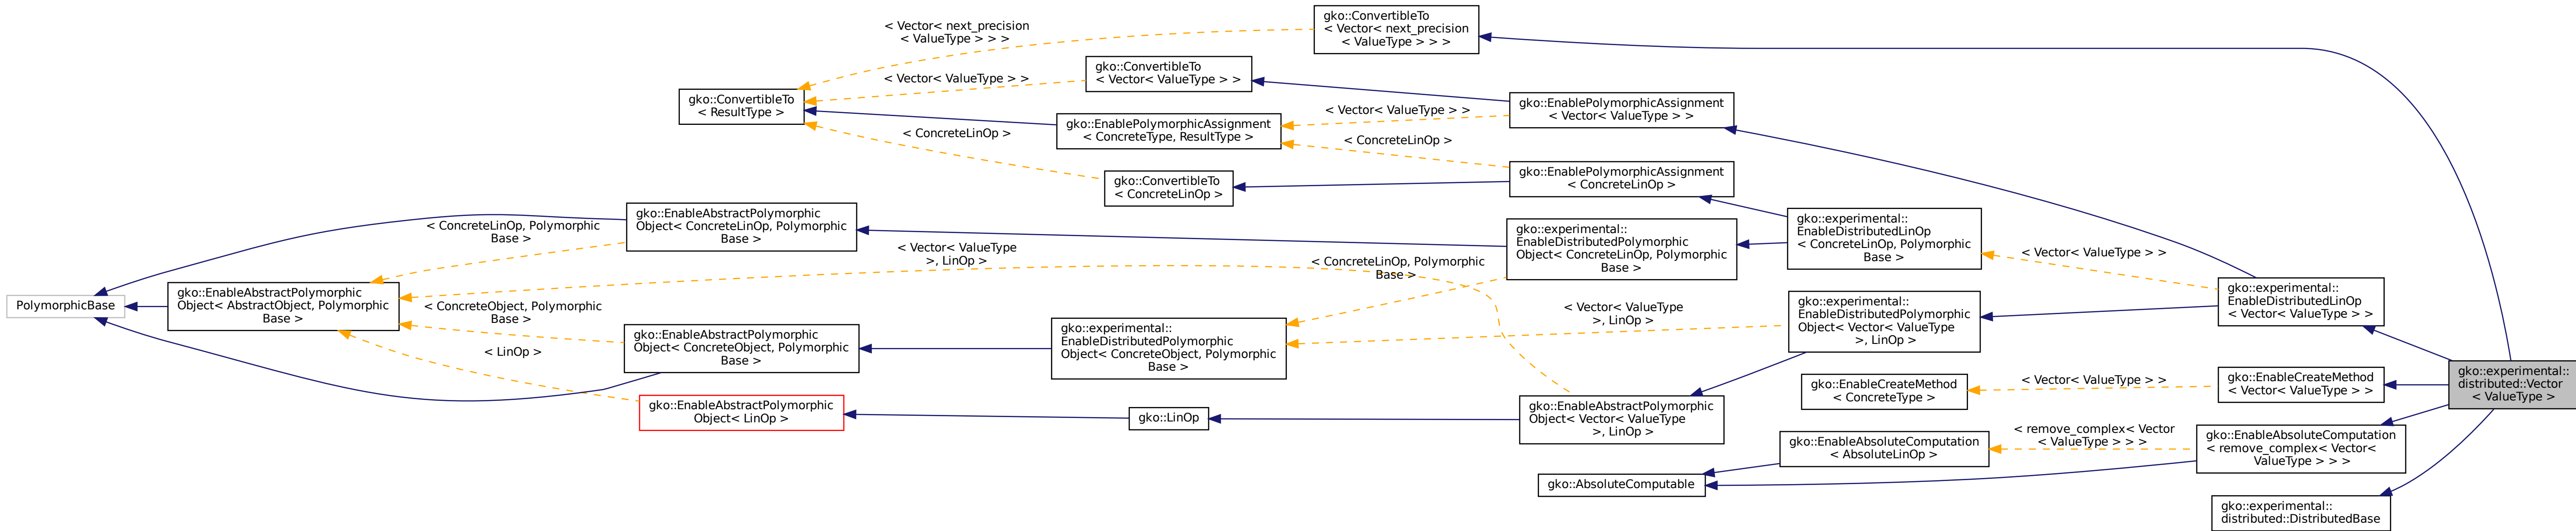 < Vector< next_precision
< ValueType > > >
gko::ConvertibleTo
< Vector< next_precision
< ValueType > > >
< Vector< ValueType > >
gko::ConvertibleTo
< Vector< ValueType > >
gko::ConvertibleTo
< ResultType >
gko::EnablePolymorphicAssignment
< ConcreteType, ResultType >
< ConcreteLinOp >
gko::ConvertibleTo
< ConcreteLinOp >
< Vector< ValueType > >
< ConcreteLinOp >
gko::EnablePolymorphicAssignment
< Vector< ValueType > >
gko::EnablePolymorphicAssignment
< ConcreteLinOp >
PolymorphicBase
gko::EnableAbstractPolymorphic
Object< AbstractObject, Polymorphic
Base >
< ConcreteLinOp, Polymorphic
Base >
gko::EnableAbstractPolymorphic
Object< ConcreteLinOp, Polymorphic
Base >
< Vector< ValueType
>, LinOp >
< ConcreteObject, Polymorphic
Base >
gko::EnableAbstractPolymorphic
Object< ConcreteObject, Polymorphic
Base >
< LinOp >
gko::EnableAbstractPolymorphic
Object< LinOp >
gko::experimental::
EnableDistributedPolymorphic
Object< ConcreteObject, Polymorphic
Base >
gko::LinOp
< ConcreteLinOp, Polymorphic
Base >
gko::experimental::
EnableDistributedPolymorphic
Object< ConcreteLinOp, Polymorphic
Base >
< Vector< ValueType
>, LinOp >
gko::EnableAbstractPolymorphic
Object< Vector< ValueType
>, LinOp >
gko::AbsoluteComputable
gko::experimental::
EnableDistributedLinOp
< ConcreteLinOp, Polymorphic
Base >
gko::experimental::
EnableDistributedPolymorphic
Object< Vector< ValueType
>, LinOp >
gko::EnableCreateMethod
< ConcreteType >
gko::EnableAbsoluteComputation
< AbsoluteLinOp >
< Vector< ValueType > >
gko::experimental::
EnableDistributedLinOp
< Vector< ValueType > >
< Vector< ValueType > >
gko::EnableCreateMethod
< Vector< ValueType > >
< remove_complex< Vector
< ValueType > > >
gko::EnableAbsoluteComputation
< remove_complex< Vector<
ValueType > > >
gko::experimental::
distributed::DistributedBase
gko::experimental::
distributed::Vector
< ValueType >